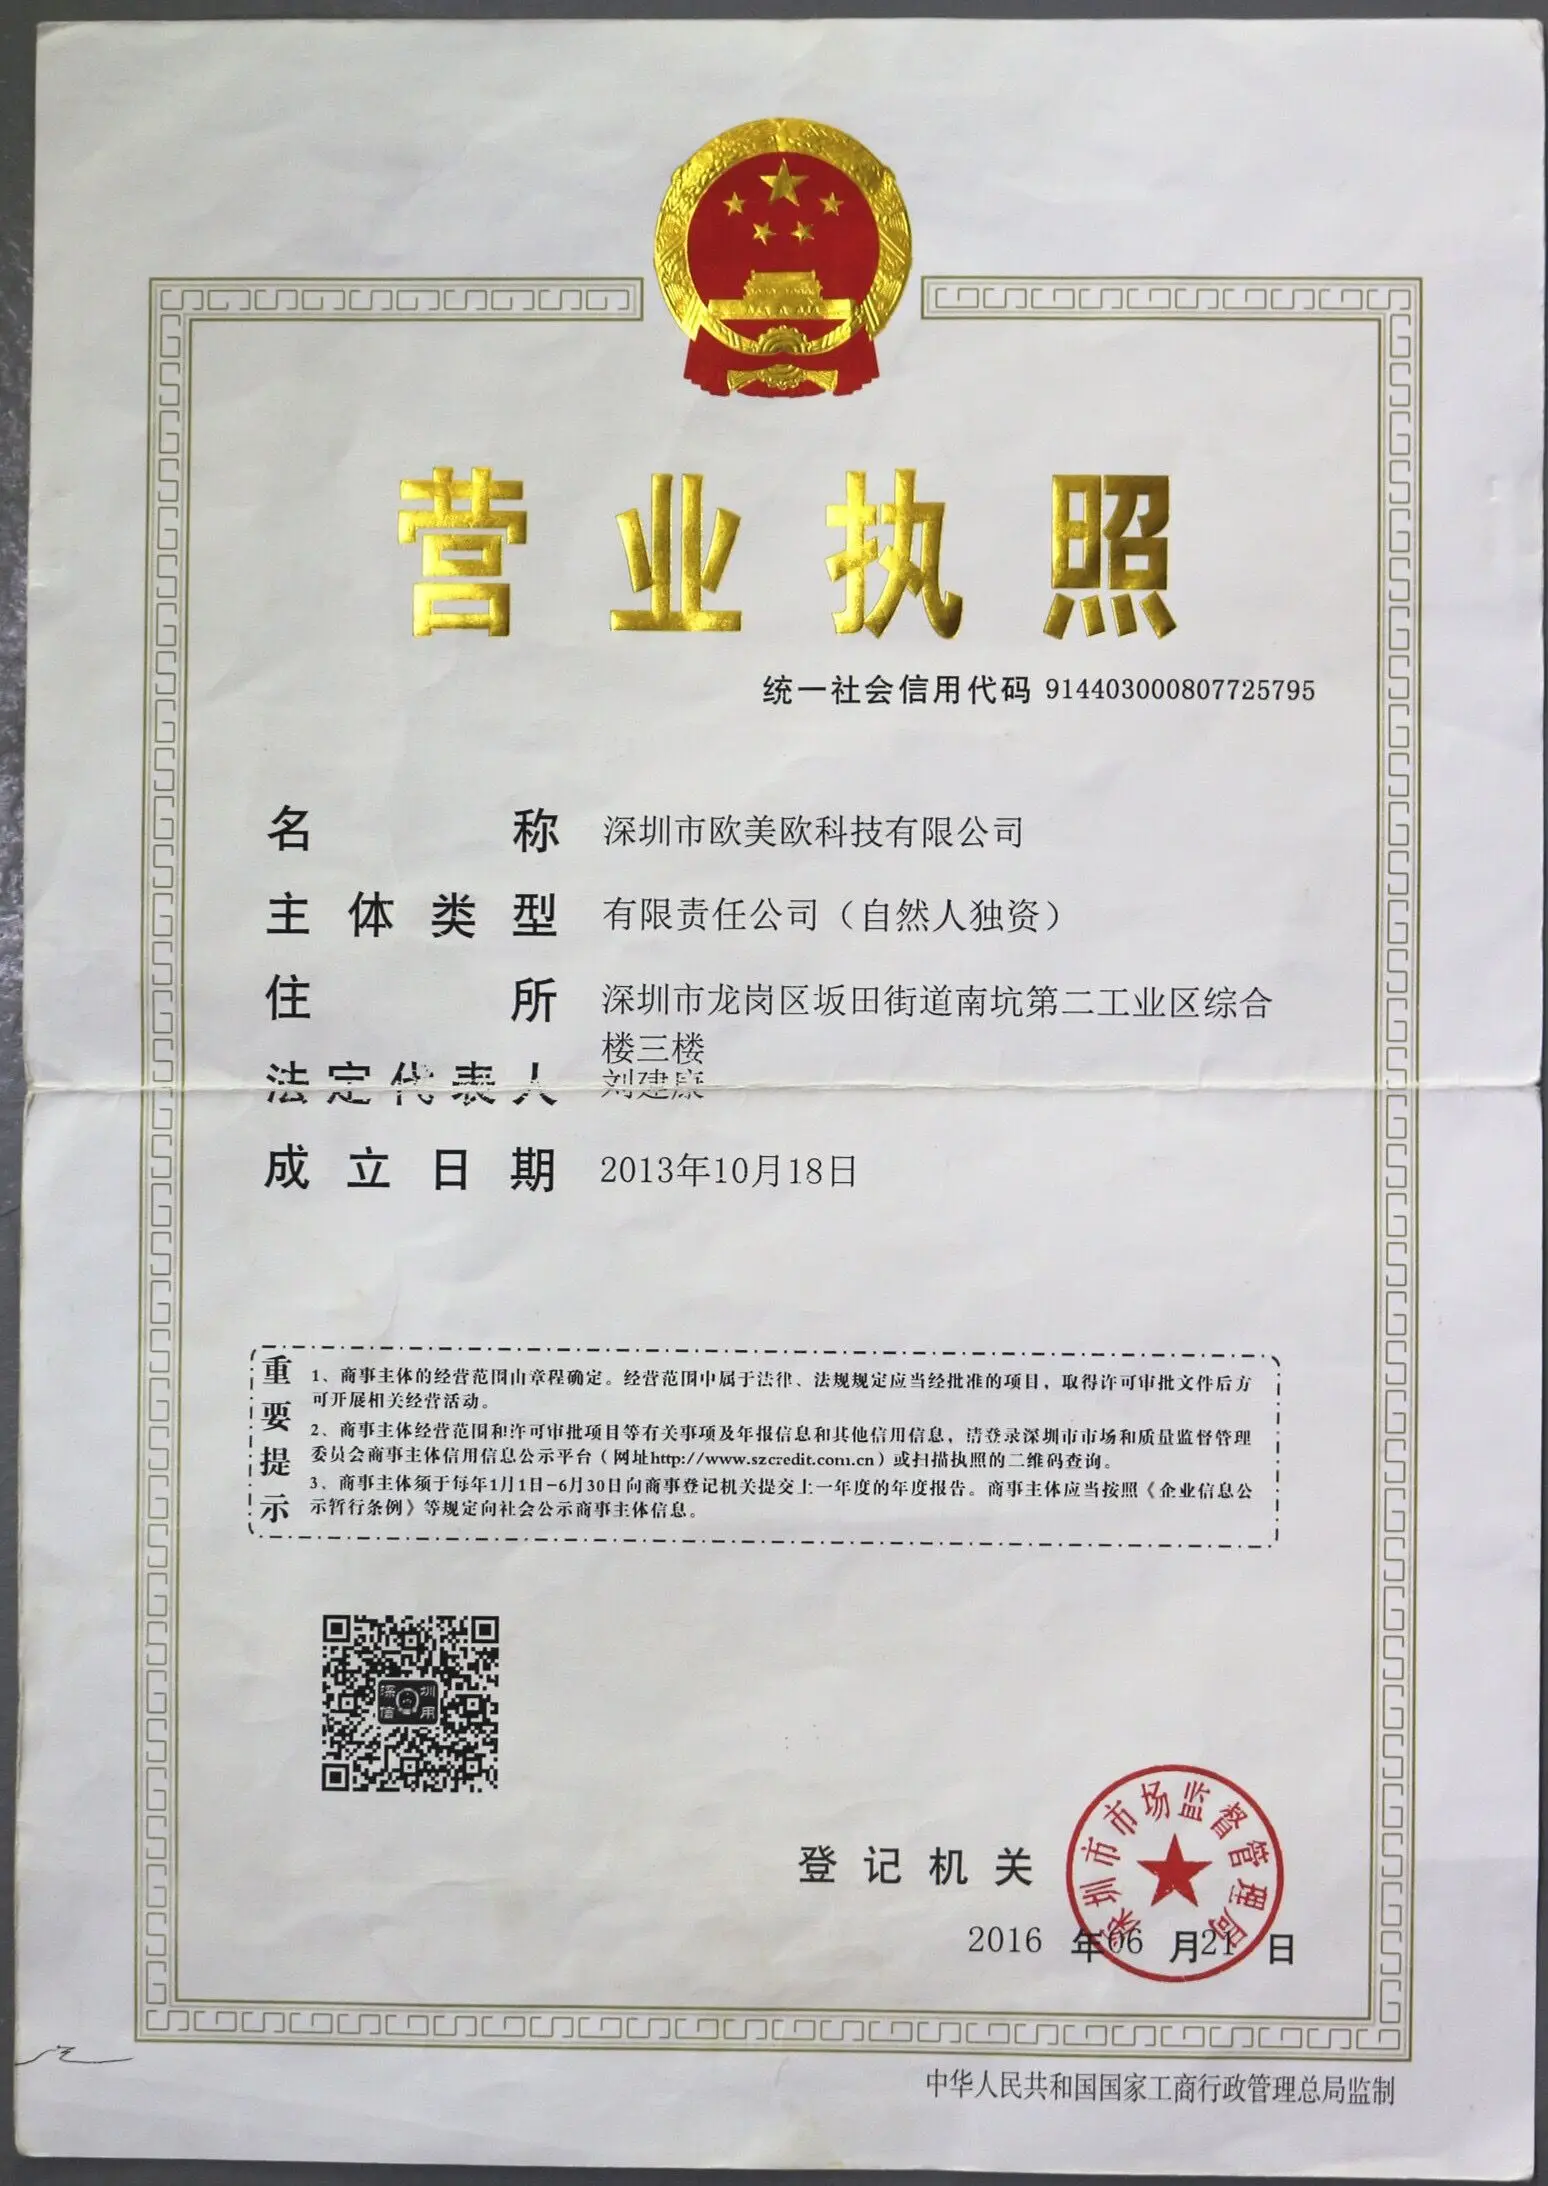 营业执照
统一社会信用代码 914403000807725795
名称 深圳市欧美欧科技有限公司
主体类型 有限责任公司（自然人独资）
住所 深圳市龙岗区坂田街道南坑第二工业区综合
楼三楼
法定代表人 刘建康
成立日期 2013年10月18日
重要提示
1、商事主体的经营范围由章程确定。经营范围中属于法律、法规规定应当经批准的项目，取得许可审批文件后方
可开展相关经营活动。
2、商事主体经营范围和许可审批项目等有关事项及年报信息和其他信用信息，请登录深圳市市场和质量监督管理
委员会商事主体信用信息公示平台（网址http://www.szcredit.com.cn）或扫描执照的二维码查询。
3、商事主体须于每年1月1日-6月30日向商事登记机关提交上一年度的年度报告。商事主体应当按照《企业信息公
示暂行条例》等规定向社会公示商事主体信息。
深圳
信用
登记机关
深圳市市场监督管理局
2016 年06 月21 日
中华人民共和国国家工商行政管理总局监制